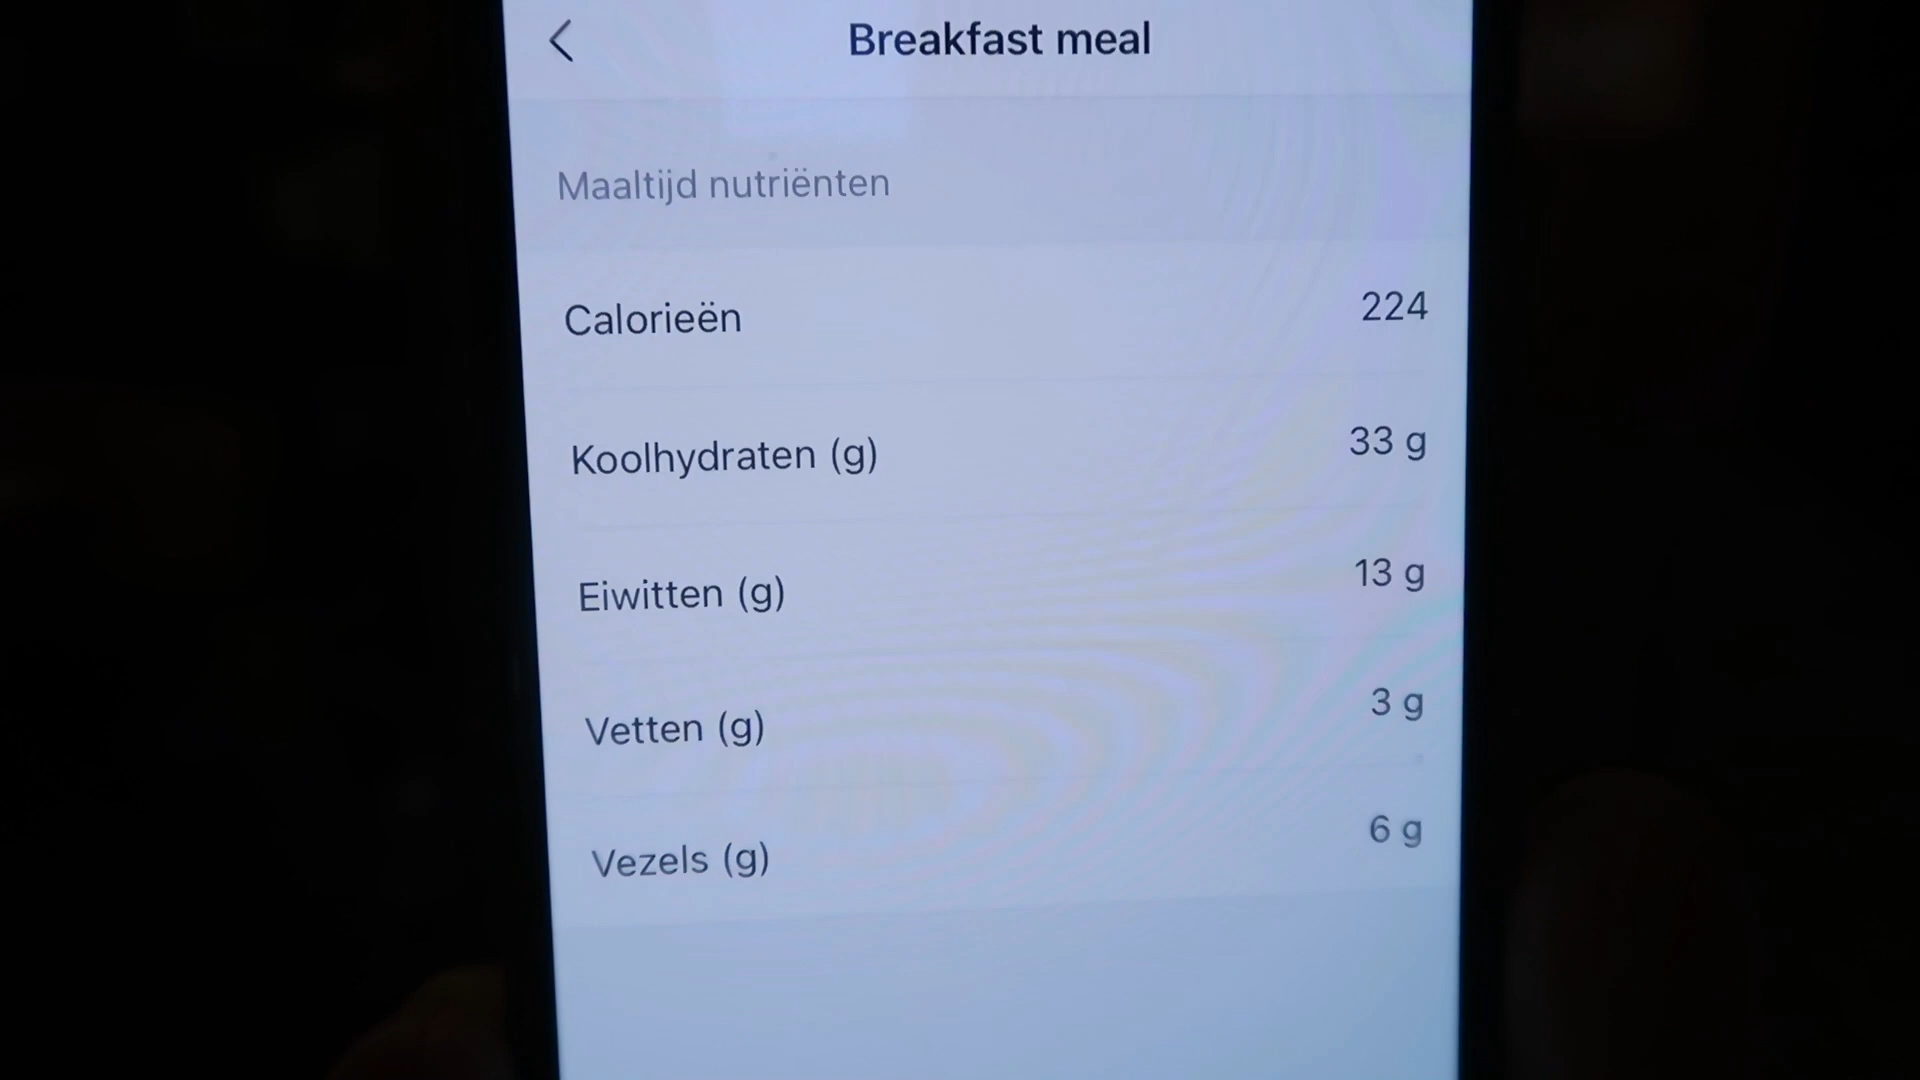 Breakfast meal
Maaltijd nutriënten
Calorieën 224
Koolhydraten (g) 33 g
Eiwitten (g) 13 g
Vetten (g) 3 g
Vezels (g) 6 g